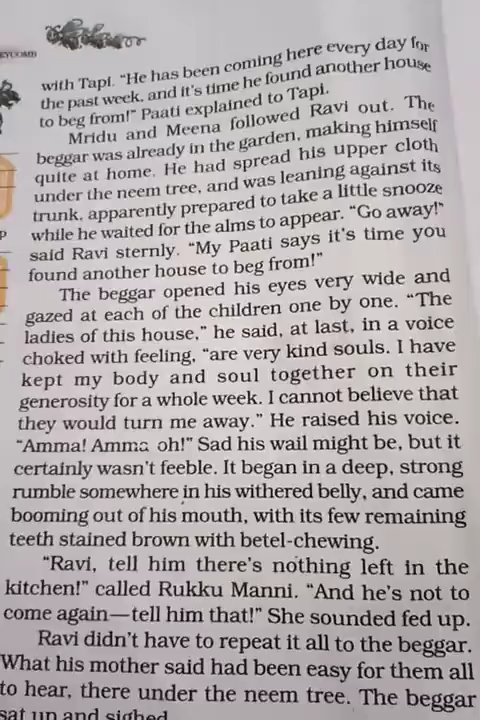 EYCOMB
with Tapi. “He has been coming here every day for
the past week, and it’s time he found another house
to beg from!” Paati explained to Tapi.
Mridu and Meena followed Ravi out. The
beggar was already in the garden, making himself
quite at home. He had spread his upper cloth
under the neem tree, and was leaning against its
trunk, apparently prepared to take a little snooze
while he waited for the alms to appear. “Go away!”
said Ravi sternly. “My Paati says it’s time you
found another house to beg from!”
The beggar opened his eyes very wide and
gazed at each of the children one by one. “The
ladies of this house,” he said, at last, in a voice
choked with feeling, “are very kind souls. I have
kept my body and soul together on their
generosity for a whole week. I cannot believe that
they would turn me away.” He raised his voice.
“Amma! Amma oh!” Sad his wail might be, but it
certainly wasn’t feeble. It began in a deep, strong
rumble somewhere in his withered belly, and came
booming out of his mouth, with its few remaining
teeth stained brown with betel-chewing.
“Ravi, tell him there’s nothing left in the
kitchen!” called Rukku Manni. “And he’s not to
come again—tell him that!” She sounded fed up.
Ravi didn’t have to repeat it all to the beggar.
What his mother said had been easy for them all
to hear, there under the neem tree. The beggar
sat up and sighed